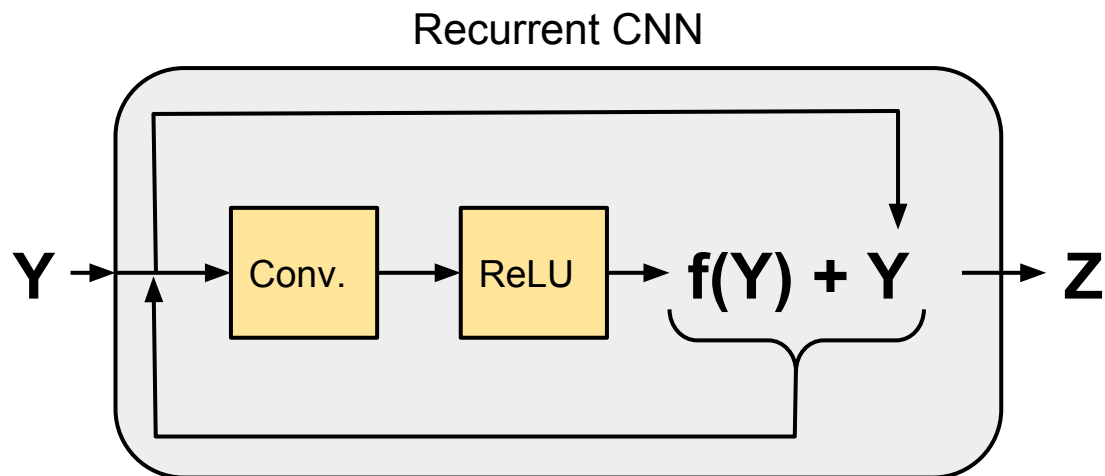 Recurrent CNN
Y
Conv.
ReLU
f(Y) + Y
Z